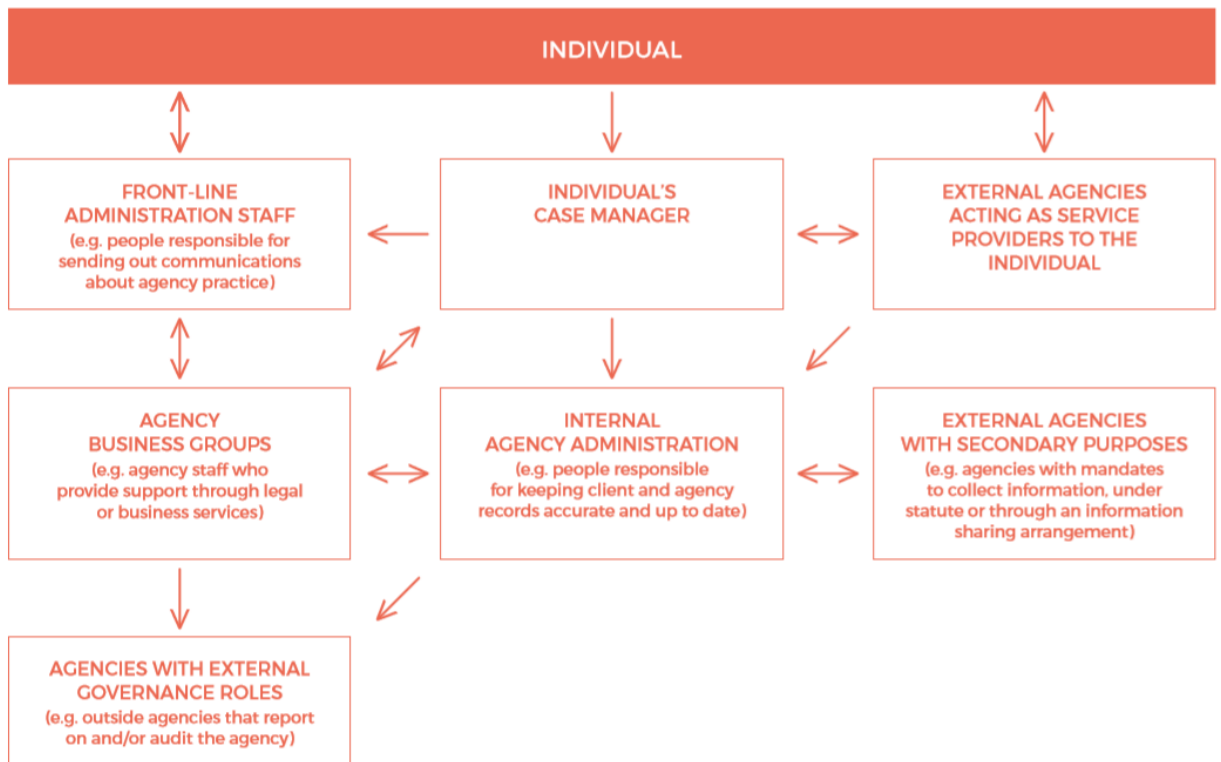 INDIVIDUAL
FRONT-LINE
ADMINISTRATION STAFF
(e.g. people responsible for
sending out communications
about agency practice)
INDIVIDUAL'S
CASE MANAGER
EXTERNAL AGENCIES
ACTING AS SERVICE
PROVIDERS TO THE
INDIVIDUAL
AGENCY
BUSINESS GROUPS
(e.g. agency staff who
provide support through legal
or business services)
INTERNAL
AGENCY ADMINISTRATION
(e.g. people responsible
for keeping client and agency
records accurate and up to date)
EXTERNAL AGENCIES
WITH SECONDARY PURPOSES
(e.g. agencies with mandates
to collect information, under
statute or through an information
sharing arrangement)
AGENCIES WITH EXTERNAL
GOVERNANCE ROLES
(e.g. outside agencies that report
on and/or audit the agency)